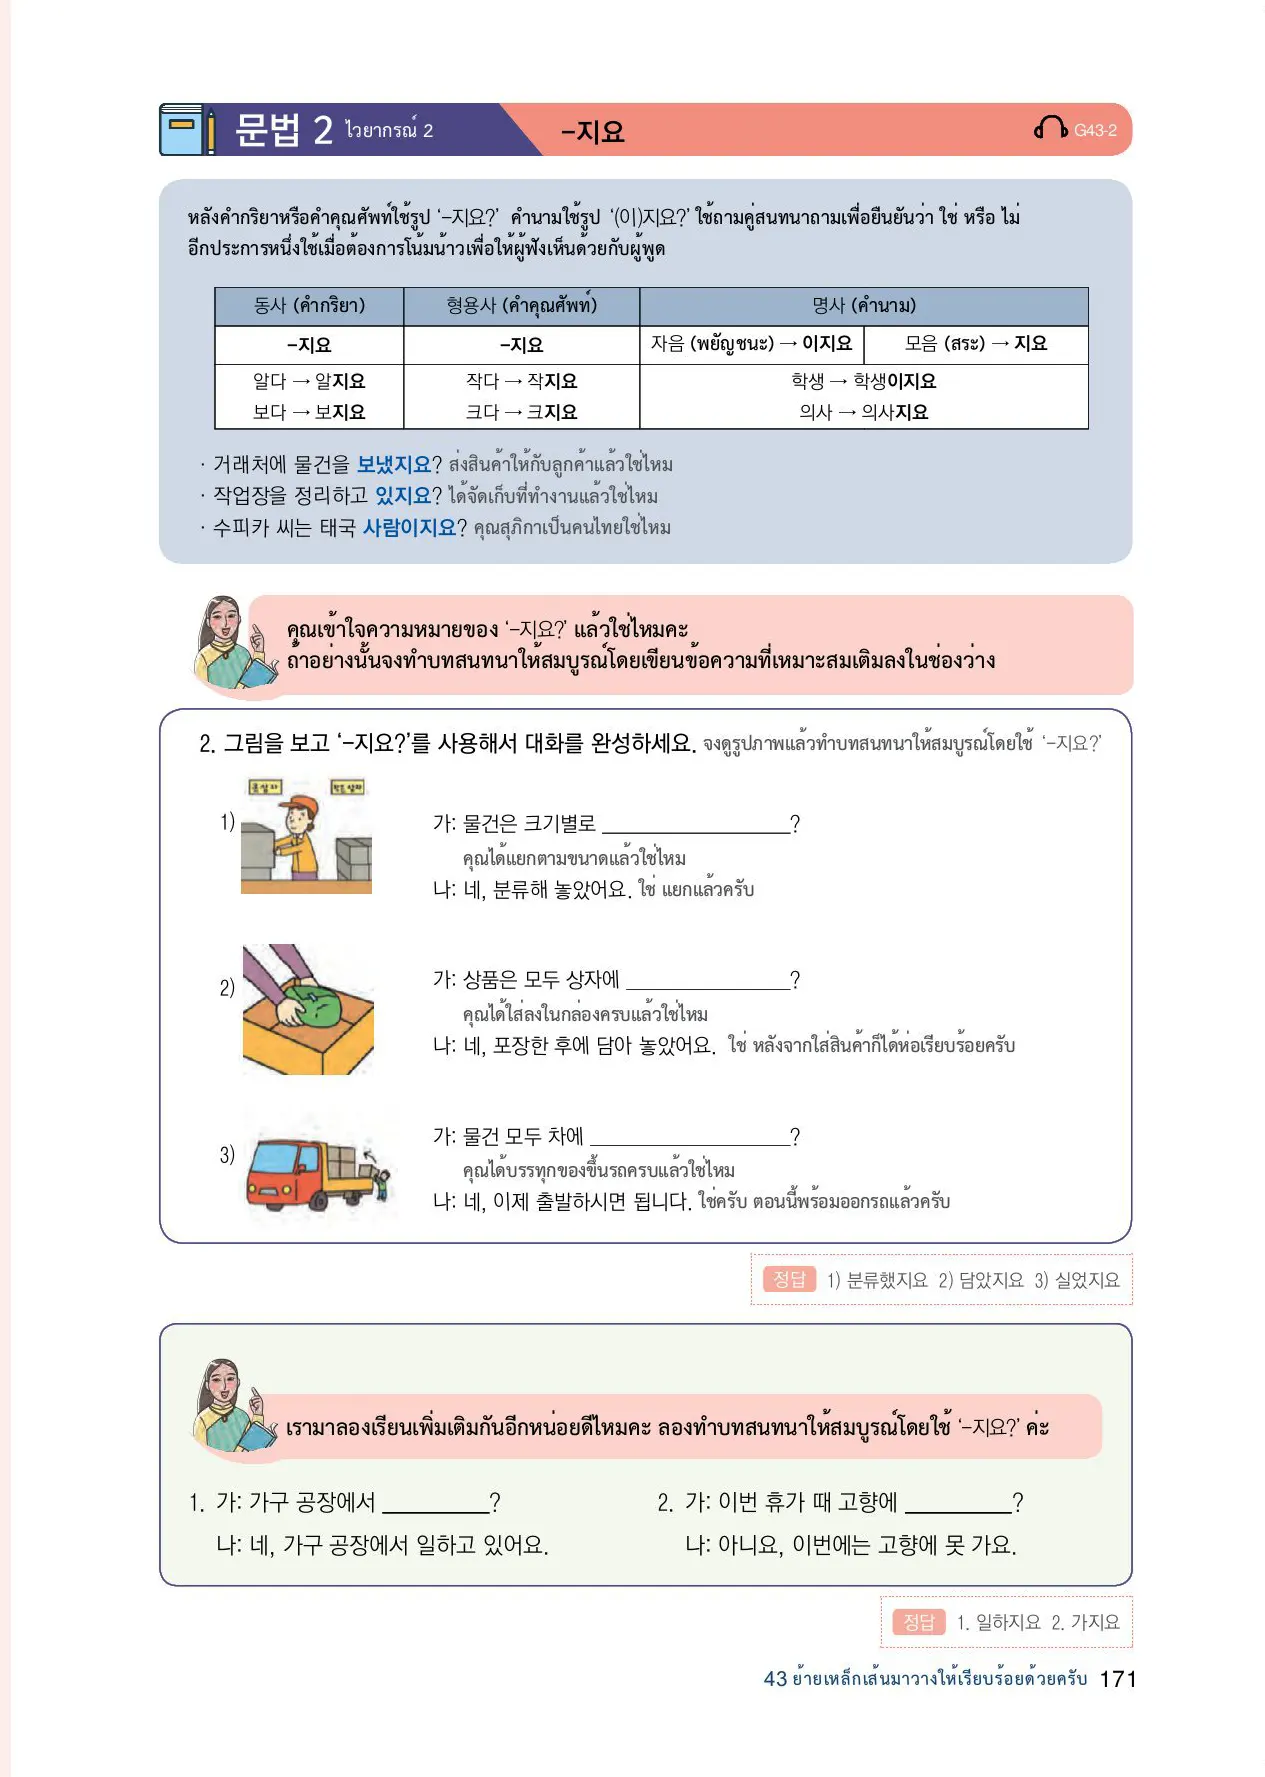 문법 2 ไวยากรณ์ 2 -지요 G43-2
หลังคำกริยาหรือคำคุณศัพท์ใช้รูป ‘-지요?’ คำนามใช้รูป ‘(이)지요?’ ใช้ถามคู่สนทนาถามเพื่อยืนยันว่า ใช่ หรือ ไม่
อีกประการหนึ่งใช้เมื่อต้องการโน้มน้าวเพื่อให้ผู้ฟังเห็นด้วยกับผู้พูด
동사 (คำกริยา) 형용사 (คำคุณศัพท์) 명사 (คำนาม)
-지요 -지요 자음 (พยัญชนะ) → 이지요 모음 (สระ) → 지요
알다 → 알지요 작다 → 작지요 학생 → 학생이지요
보다 → 보지요 크다 → 크지요 의사 → 의사지요
· 거래처에 물건을 보냈지요? ส่งสินค้าให้กับลูกค้าแล้วใช่ไหม
· 작업장을 정리하고 있지요? ได้จัดเก็บที่ทำงานแล้วใช่ไหม
· 수피카 씨는 태국 사람이지요? คุณสุภิกาเป็นคนไทยใช่ไหม
คุณเข้าใจความหมายของ ‘-지요?’ แล้วใช่ไหมคะ
ถ้าอย่างนั้นจงทำบทสนทนาให้สมบูรณ์โดยเขียนข้อความที่เหมาะสมเติมลงในช่องว่าง
2. 그림을 보고 ‘-지요?’를 사용해서 대화를 완성하세요. จงดูรูปภาพแล้วทำบทสนทนาให้สมบูรณ์โดยใช้ ‘-지요?’
1) 가: 물건은 크기별로 ____________?
คุณได้แยกตามขนาดแล้วใช่ไหม
나: 네, 분류해 놓았어요. ใช่ แยกแล้วครับ
2) 가: 상품은 모두 상자에 ____________?
คุณได้ใส่ลงในกล่องครบแล้วใช่ไหม
나: 네, 포장한 후에 담아 놓았어요. ใช่ หลังจากใส่สินค้าก็ได้ห่อเรียบร้อยครับ
3) 가: 물건 모두 차에 ____________?
คุณได้บรรทุกของขึ้นรถครบแล้วใช่ไหม
나: 네, 이제 출발하시면 됩니다. ใช่ครับ ตอนนี้พร้อมออกรถแล้วครับ
정답 1) 분류했지요 2) 담았지요 3) 실었지요
เรามาลองเรียนเพิ่มเติมกันอีกหน่อยดีไหมคะ ลองทำบทสนทนาให้สมบูรณ์โดยใช้ ‘-지요?’ ค่ะ
1. 가: 가구 공장에서 ________?
나: 네, 가구 공장에서 일하고 있어요.
2. 가: 이번 휴가 때 고향에 ________?
나: 아니요, 이번에는 고향에 못 가요.
정답 1. 일하지요 2. 가지요
43 ย้ายเหล็กเส้นมาวางให้เรียบร้อยด้วยครับ 171